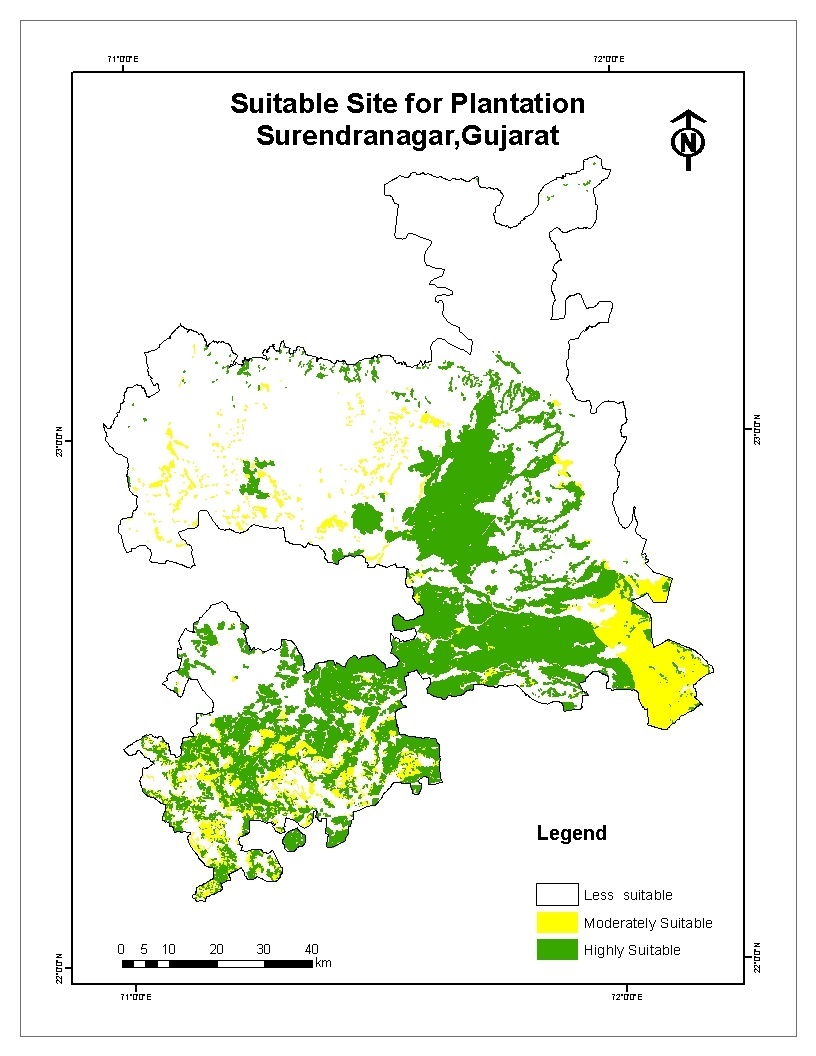 71°0'0"E 72°0'0"E
Suitable Site for Plantation
Surendranagar,Gujarat
N
23°0'0"N 23°0'0"N
Legend
Less suitable
Moderately Suitable
Highly Suitable
0 5 10 20 30 40
km
22°0'0"N 22°0'0"N
71°0'0"E 72°0'0"E